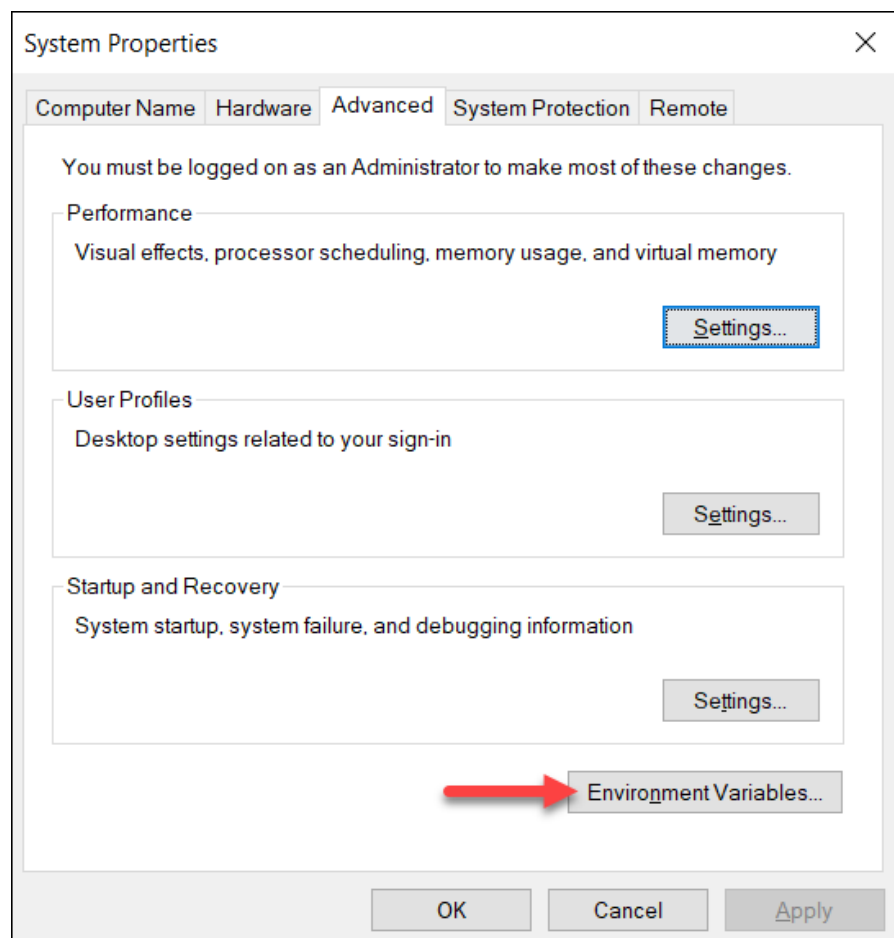 System Properties
Computer Name Hardware Advanced System Protection Remote
You must be logged on as an Administrator to make most of these changes.
Performance
Visual effects, processor scheduling, memory usage, and virtual memory
Settings...
User Profiles
Desktop settings related to your sign-in
Settings...
Startup and Recovery
System startup, system failure, and debugging information
Settings...
Environment Variables...
OK Cancel Apply